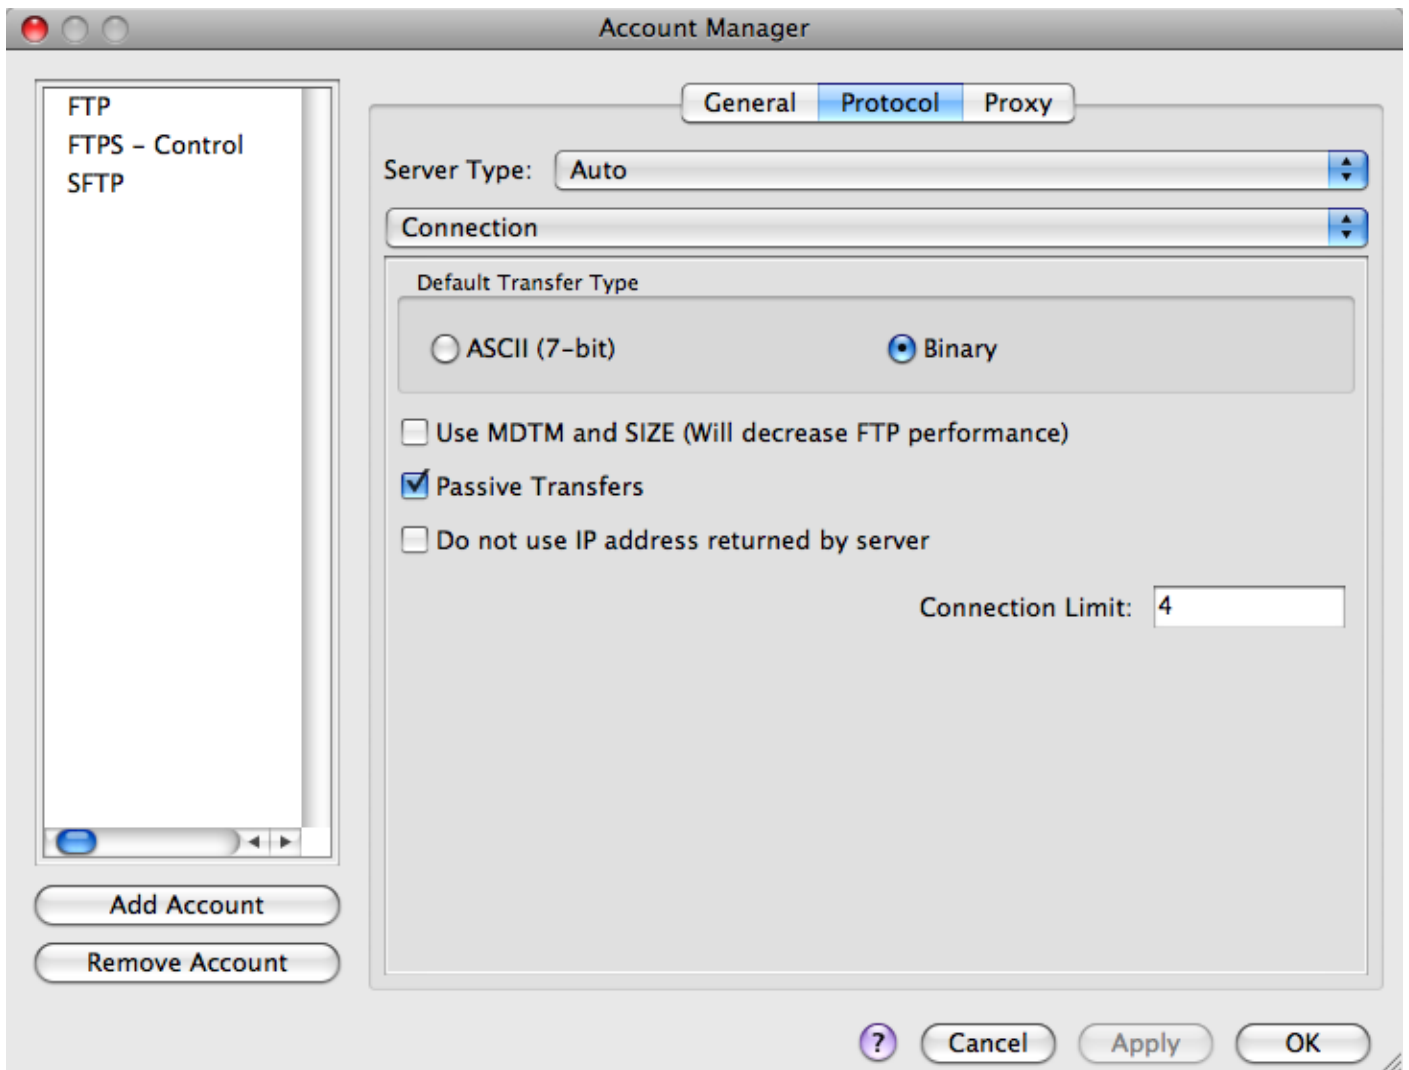 Account Manager
FTP
FTPS - Control
SFTP
Add Account
Remove Account
General Protocol Proxy
Server Type: Auto
Connection
Default Transfer Type
ASCII (7-bit) Binary
Use MDTM and SIZE (Will decrease FTP performance)
Passive Transfers
Do not use IP address returned by server
Connection Limit: 4
? Cancel Apply OK